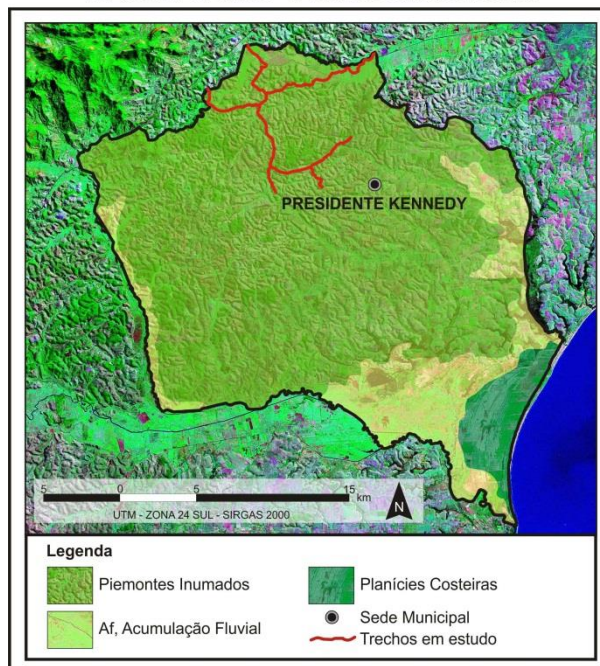 PRESIDENTE KENNEDY
5 0 5 15
km
UTM - ZONA 24 SUL - SIRGAS 2000
N
Legenda
Piemontes Inumados
Planícies Costeiras
Af, Acumulação Fluvial
Sede Municipal
Trechos em estudo